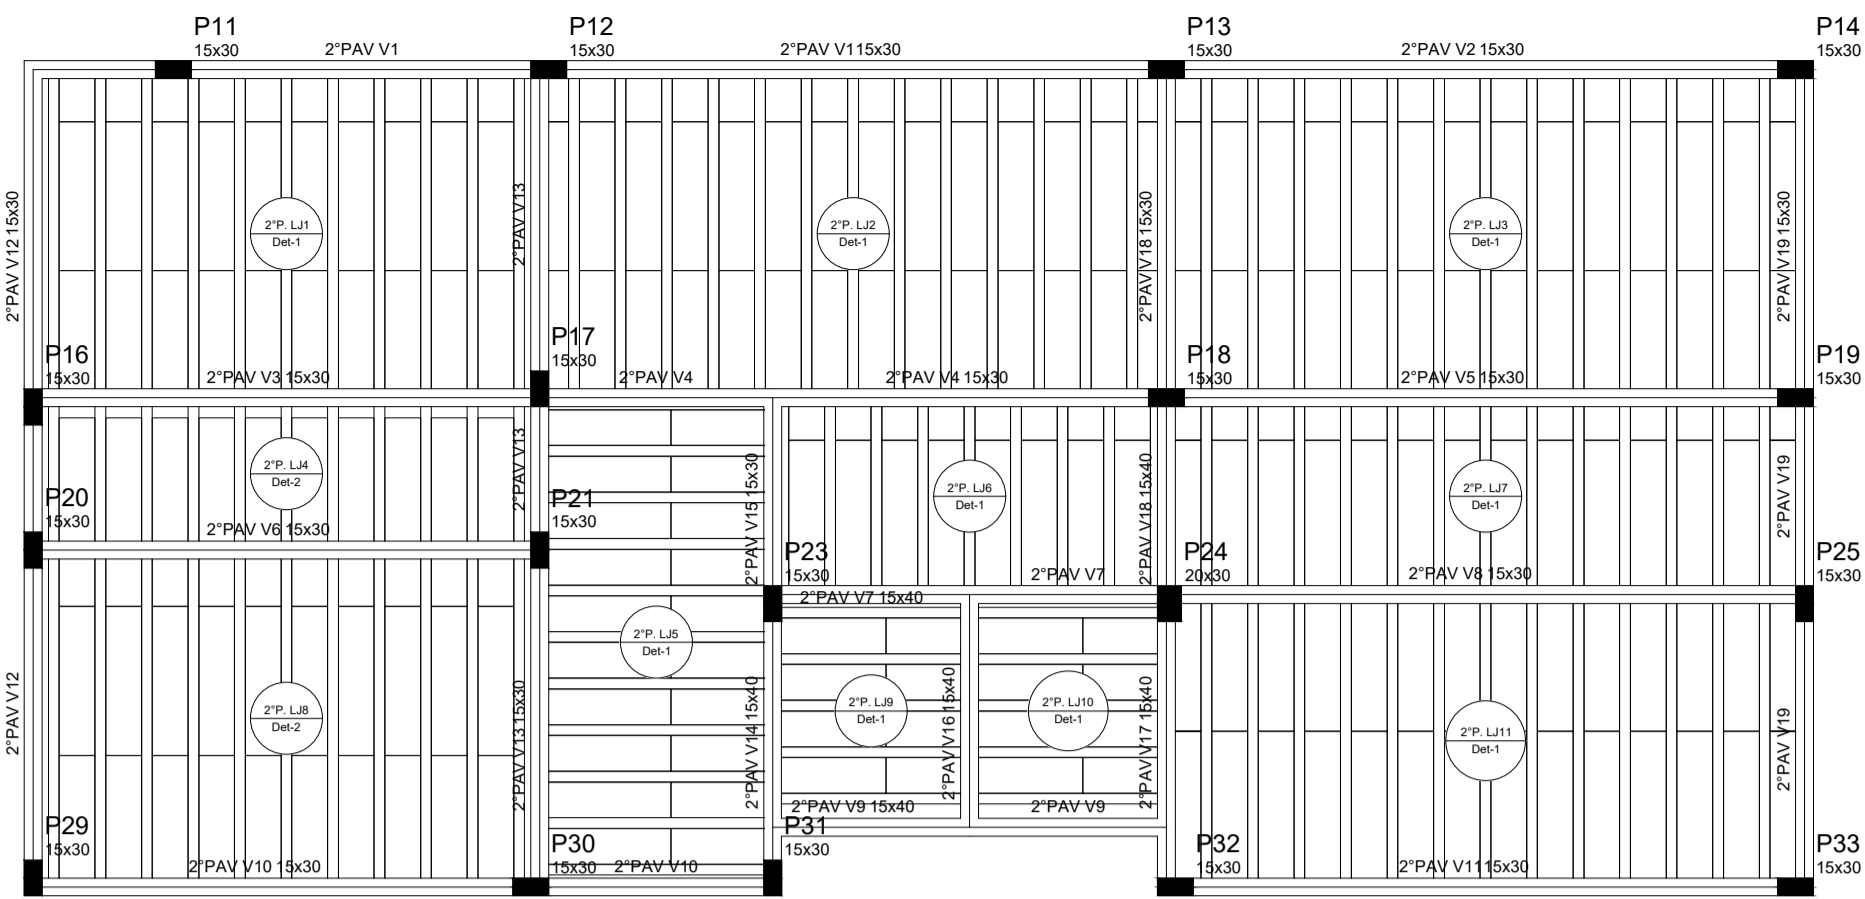 P11
15x30
2°PAV V1
P12
15x30
2°PAV V115x30
P13
15x30
2°PAV V2 15x30
P14
15x30
2°PAV V12 15x30
2°P. LJ1
Det-1
2°PAV V13
2°P. LJ2
Det-1
2°PAV V18 15x30
2°P. LJ3
Det-1
2°PAV V19 15x30
P16
15x30
2°PAV V3 15x30
P17
15x30
2°PAV V4
2°PAV V4 15x30
P18
15x30
2°PAV V5 15x30
P19
15x30
2°P. LJ4
Det-2
2°PAV V13
2°PAV V15 15x30
2°P. LJ6
Det-1
2°PAV V18 15x40
2°P. LJ7
Det-1
2°PAV V19
P20
15x30
2°PAV V6 15x30
P21
15x30
P23
15x30
2°PAV V7
2°PAV V7 15x40
P24
20x30
2°PAV V8 15x30
P25
15x30
2°PAV V12
2°P. LJ8
Det-2
2°PAV V13 15x30
2°P. LJ5
Det-1
2°PAV V14 15x40
2°P. LJ9
Det-1
2°PAV V16 15x40
2°P. LJ10
Det-1
2°PAV V17 15x40
2°P. LJ11
Det-1
2°PAV V19
2°PAV V9 15x40
2°PAV V9
P29
15x30
2°PAV V10 15x30
P30
15x30
2°PAV V10
P31
15x30
P32
15x30
2°PAV V1115x30
P33
15x30